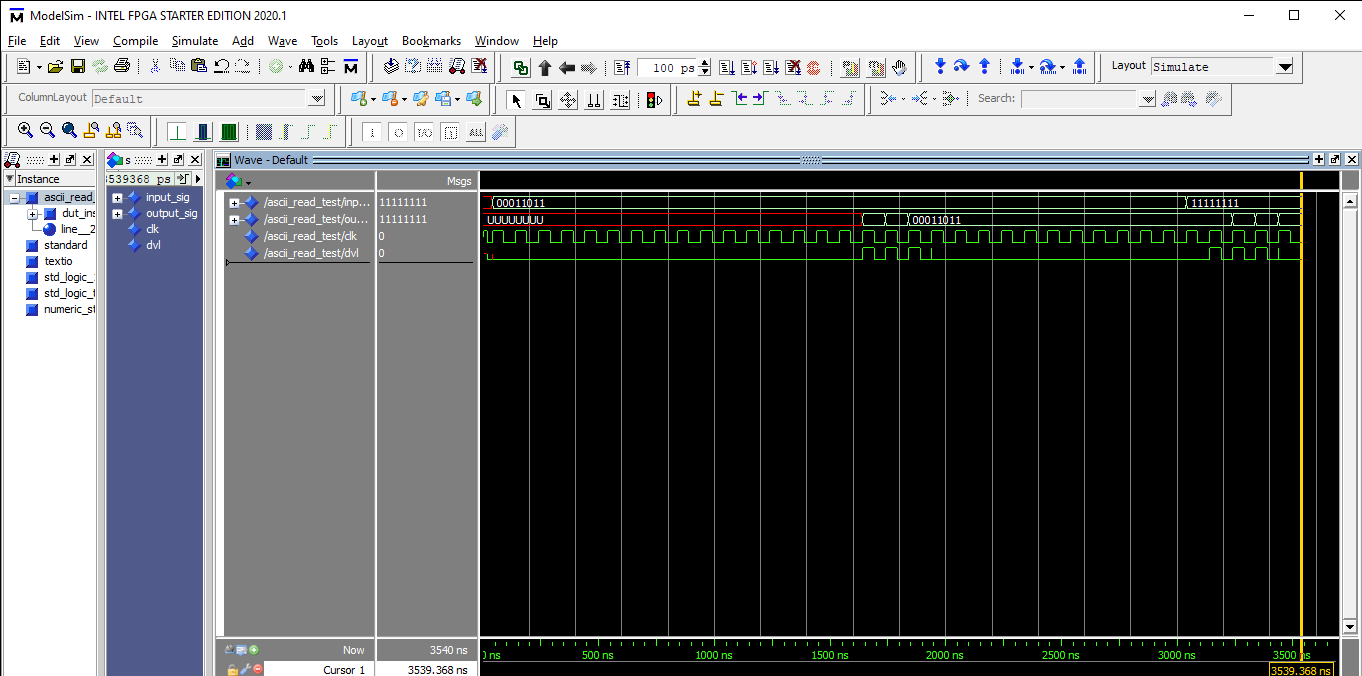 ModelSim - INTEL FPGA STARTER EDITION 2020.1
File Edit View Compile Simulate Add Wave Tools Layout Bookmarks Window Help
100 ps
Layout Simulate
ColumnLayout Default
Search:
I O I/O ALL
s
Wave - Default
Instance
3539368 ps
Msgs
ascii_read_
dut_ins
line__2
standard
textio
std_logic_
std_logic_t
numeric_st
input_sig
output_sig
clk
dvl
/ascii_read_test/inp... 11111111 00011011 11111111
/ascii_read_test/ou... 11111111 UUUUUUUU 00011011
/ascii_read_test/clk 0
/ascii_read_test/dvl 0
Now 3540 ns
ns 500 ns 1000 ns 1500 ns 2000 ns 2500 ns 3000 ns 3500 ns
Cursor 1 3539.368 ns 3539.368 ns